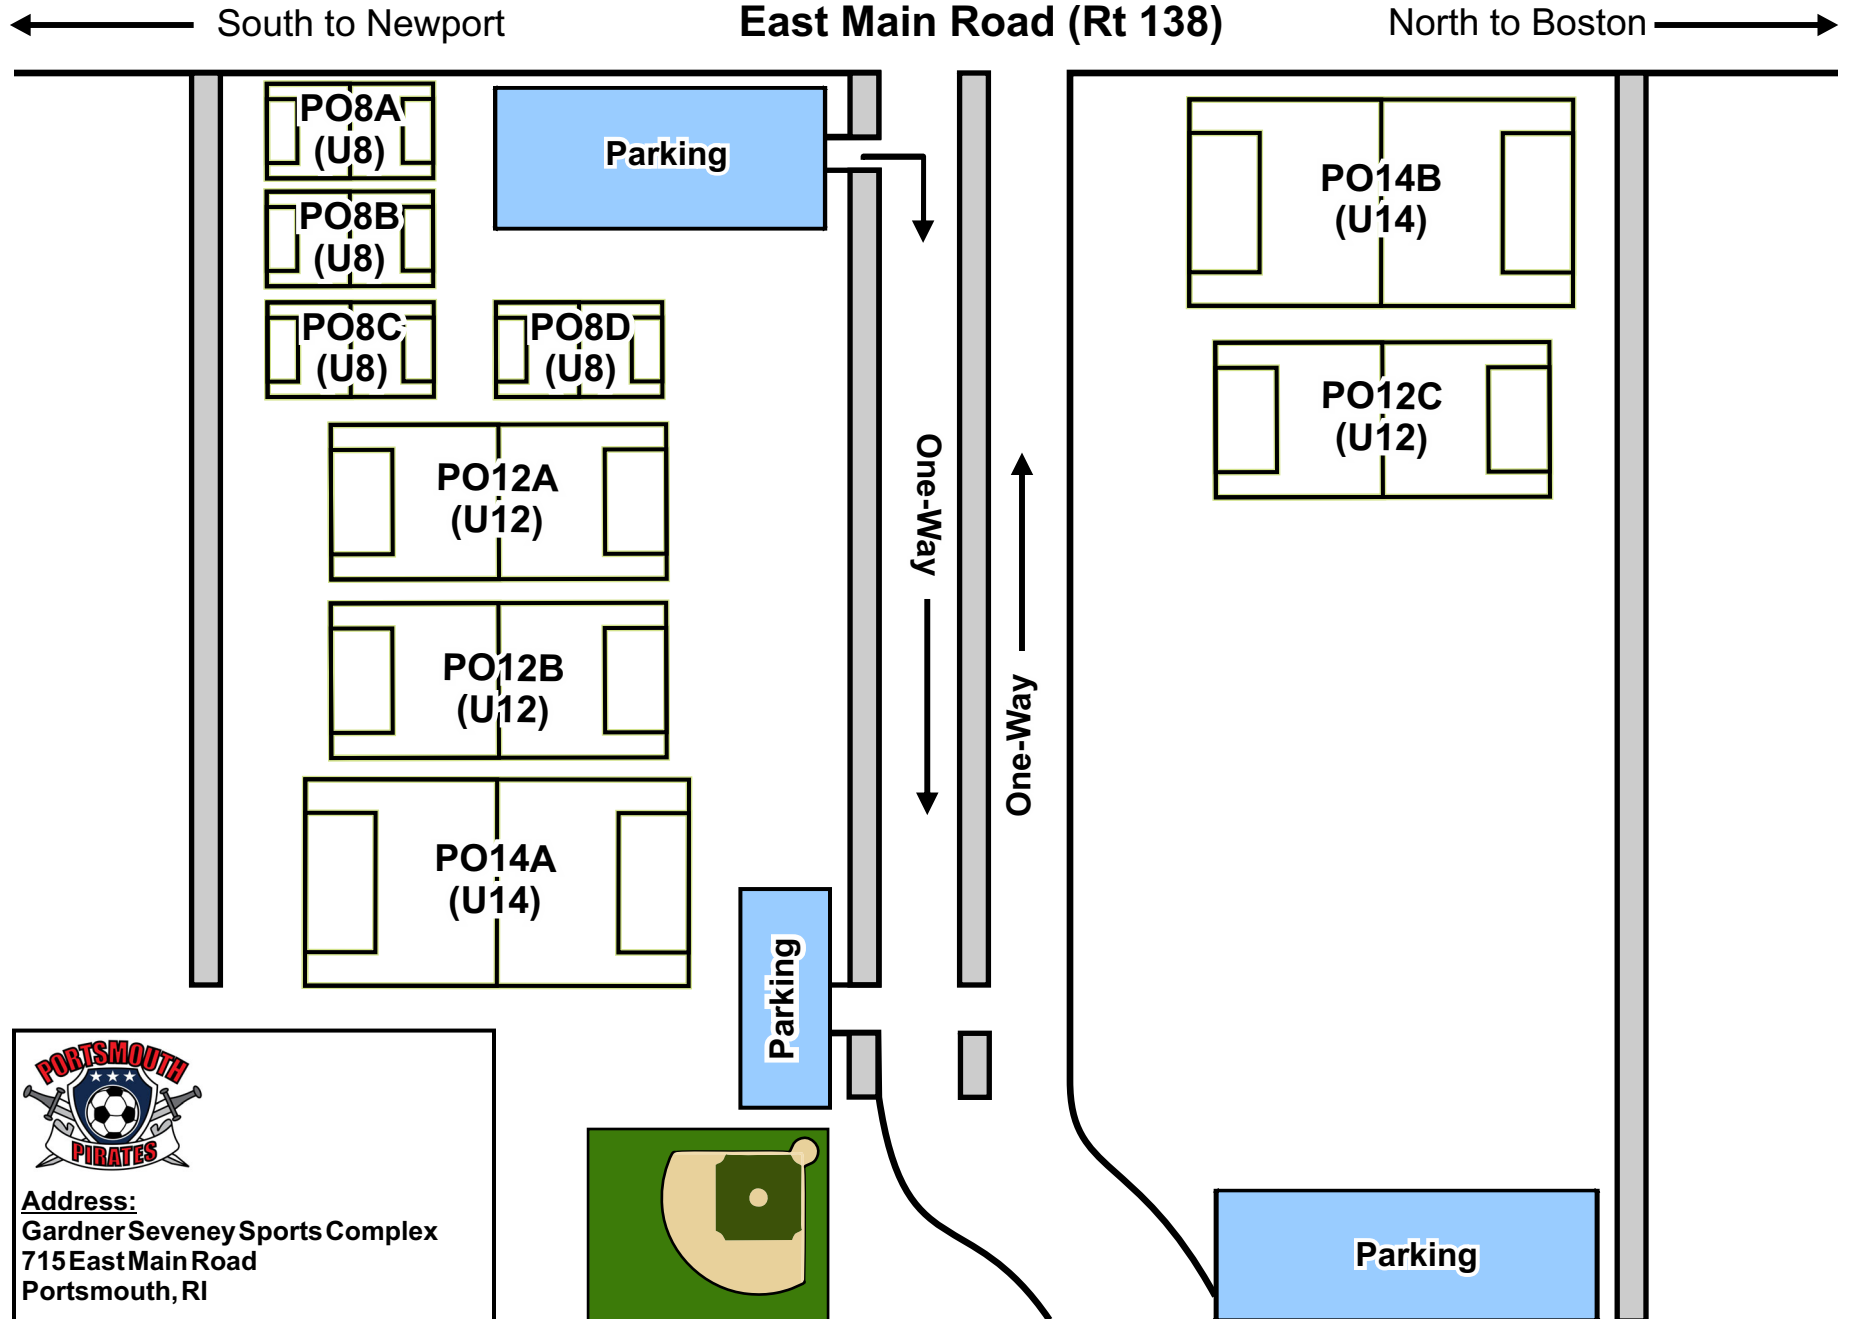 South to Newport
East Main Road (Rt 138)
North to Boston
PO8A
(U8)
Parking
PO14B
(U14)
PO8B
(U8)
PO8C
(U8)
PO8D
(U8)
PO12C
(U12)
PO12A
(U12)
One-Way
One-Way
PO12B
(U12)
PO14A
(U14)
Parking
PORTSMOUTH
PIRATES
Address:
Gardner Seveney Sports Complex
715 East Main Road
Portsmouth, RI
Parking